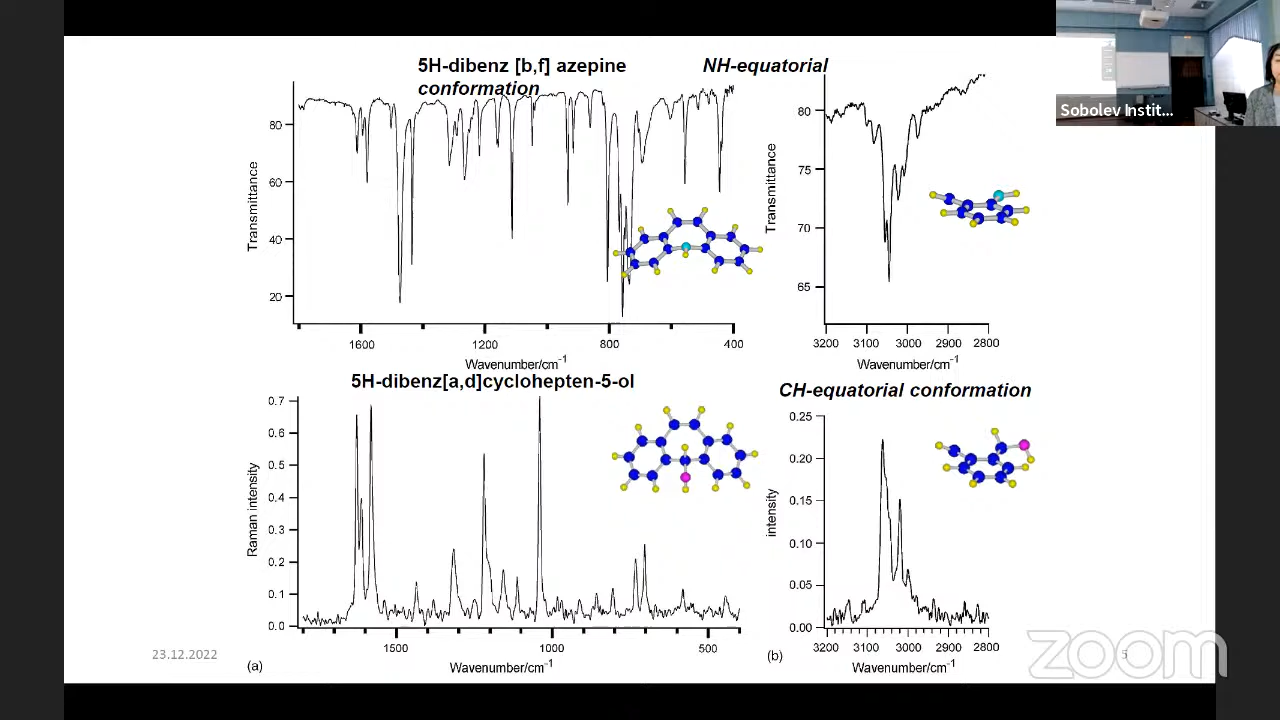 5H-dibenz [b,f] azepine
NH-equatorial
conformation
Transmittance
80
60
40
20
1600
1200
800
400
Wavenumber/cm-1
Transmittance
80
75
70
65
3200
3100
3000
2900
2800
Wavenumber/cm-1
Sobolev Instit...
5H-dibenz[a,d]cyclohepten-5-ol
CH-equatorial conformation
Raman intensity
0.7
0.6
0.5
0.4
0.3
0.2
0.1
0.0
1500
1000
500
Wavenumber/cm-1
(a)
intensity
0.25
0.20
0.15
0.10
0.05
0.00
3200
3100
3000
2900
2800
Wavenumber/cm-1
(b)
23.12.2022
5
zoom